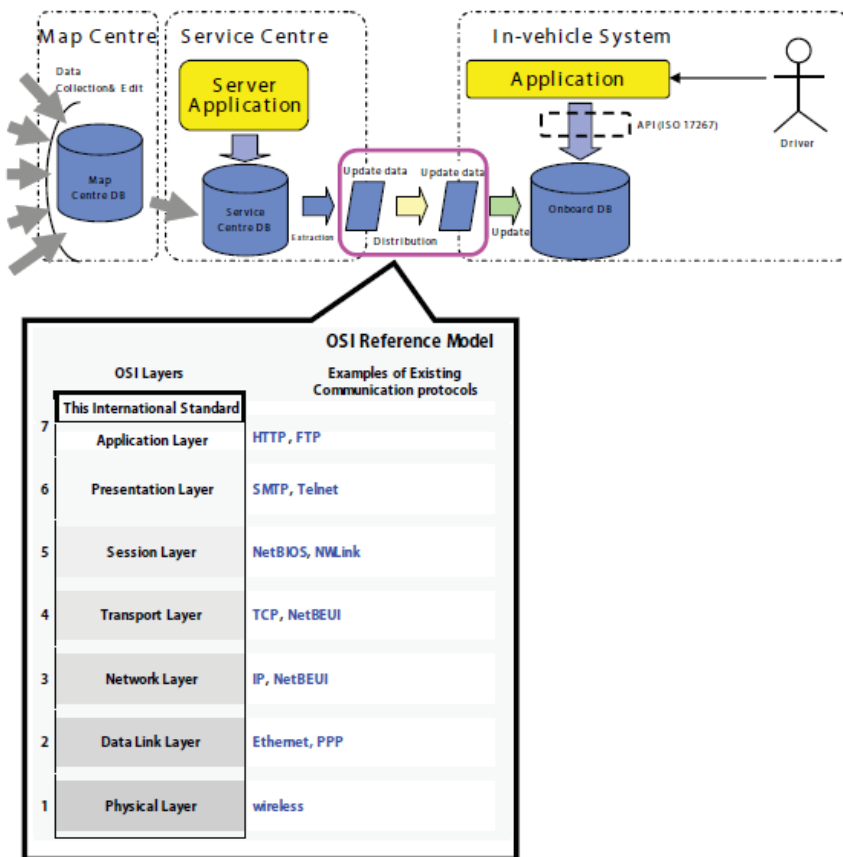 Map Centre
Service Centre
In-vehicle System
Data
Collection& Edit
Server
Application
Application
API (ISO 17267)
Driver
Map
Centre DB
Update data
Update data
Service
Centre DB
Extraction
Distribution
Update
Onboard DB
OSI Reference Model
OSI Layers
Examples of Existing
Communication protocols
This International Standard
7
Application Layer
HTTP, FTP
6
Presentation Layer
SMTP, Telnet
5
Session Layer
NetBIOS, NWLink
4
Transport Layer
TCP, NetBEUI
3
Network Layer
IP, NetBEUI
2
Data Link Layer
Ethernet, PPP
1
Physical Layer
wireless